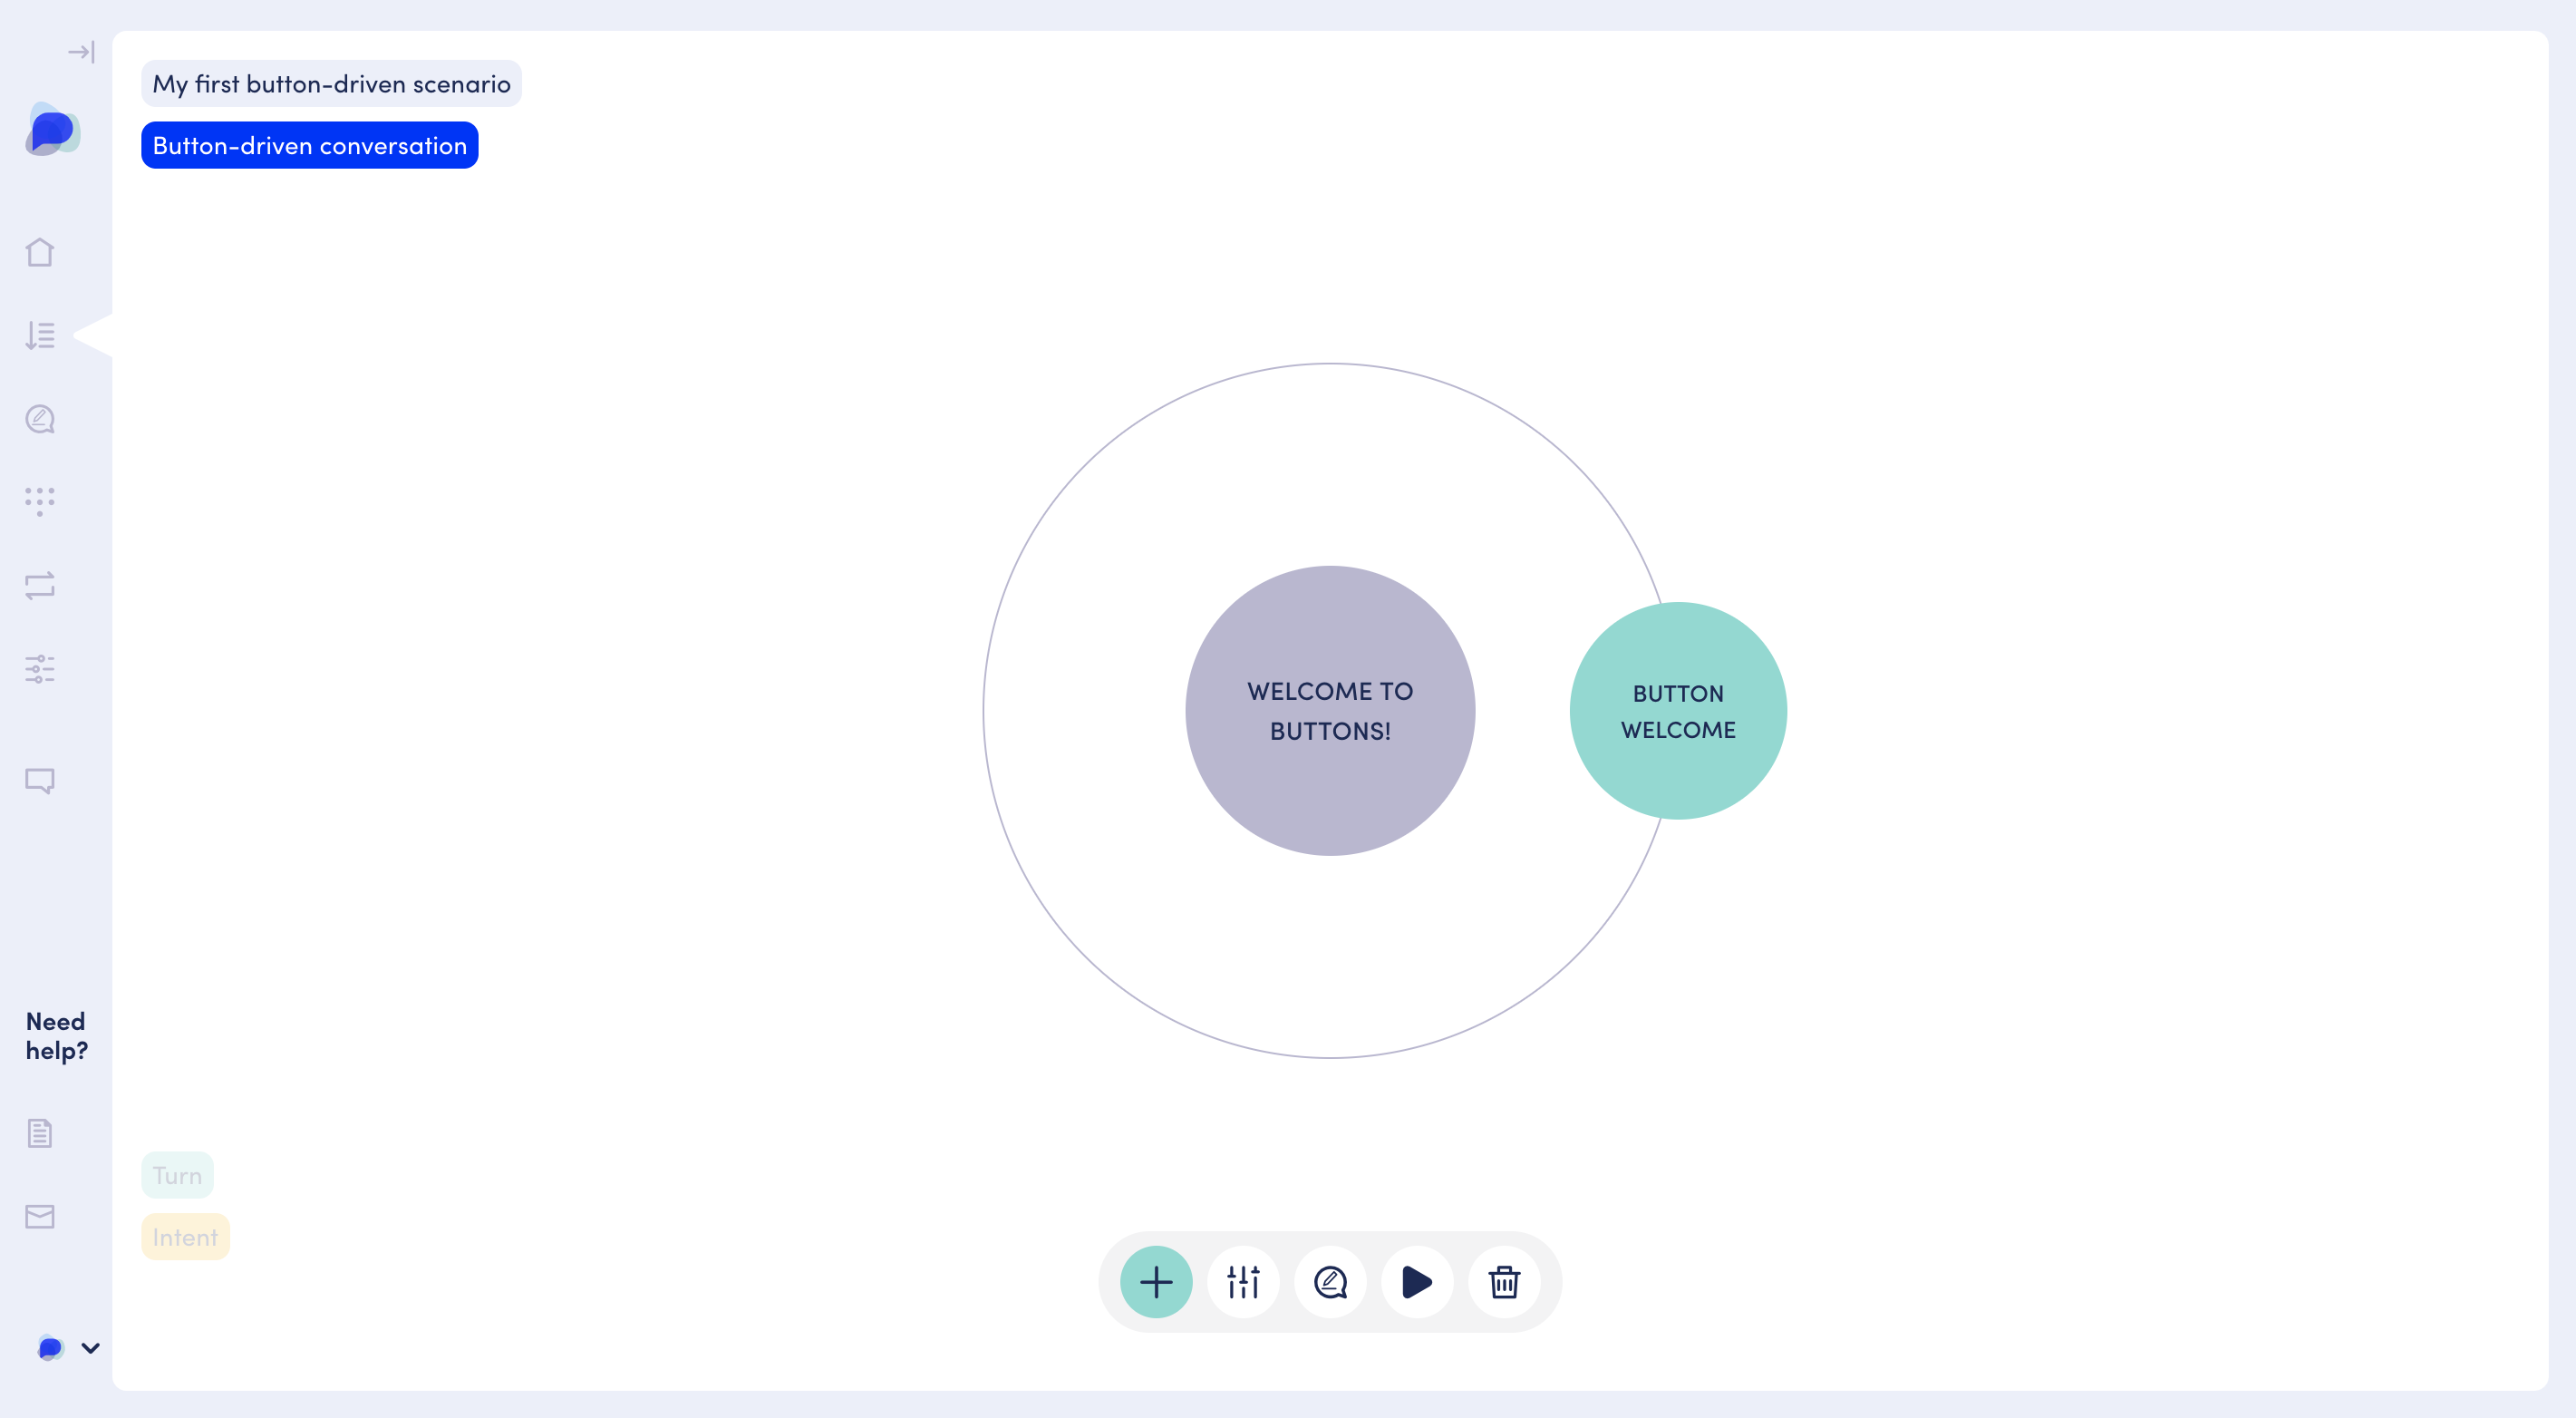 My first button-driven scenario
Button-driven conversation
WELCOME TO
BUTTONS!
BUTTON
WELCOME
Need
help?
Turn
Intent